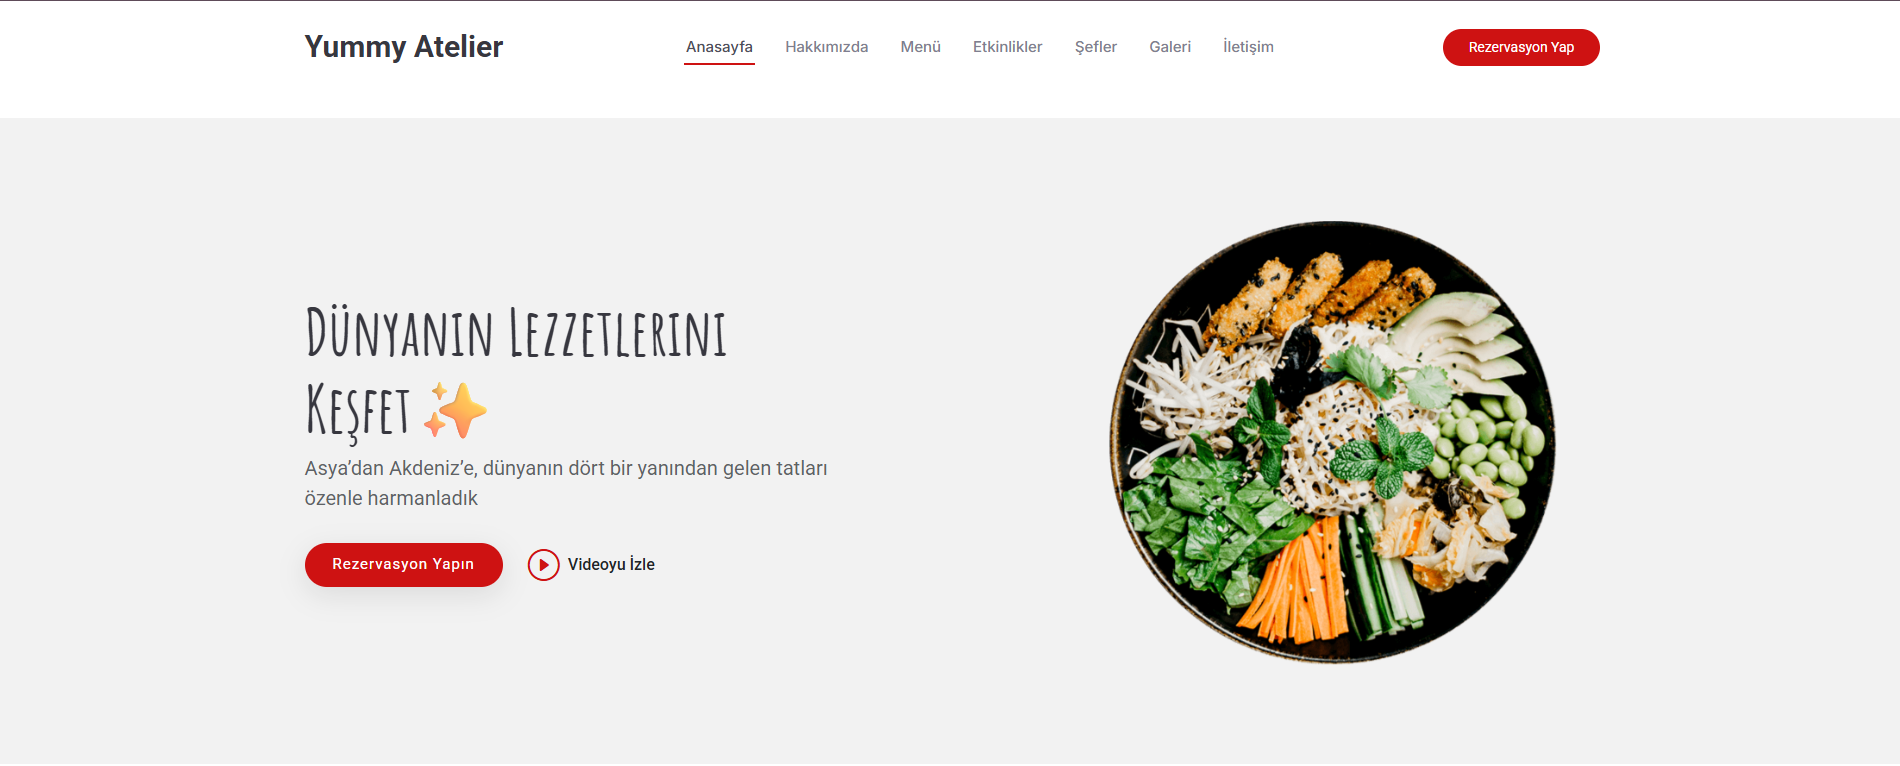 Yummy Atelier
Anasayfa
Hakkımızda
Menü
Etkinlikler
Şefler
Galeri
İletişim
Rezervasyon Yap
Dünyanın Lezzetlerini
Keşfet ✨
Asya’dan Akdeniz’e, dünyanın dört bir yanından gelen tatları
özenle harmanladık
Rezervasyon Yapın
Videoyu İzle